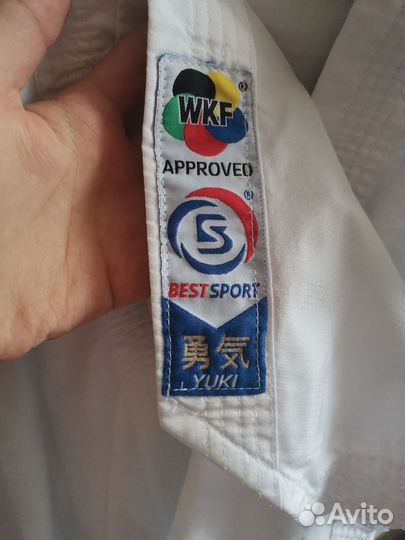 WKF®
APPROVED
®
BEST SPORT
勇気
YUKI
Avito